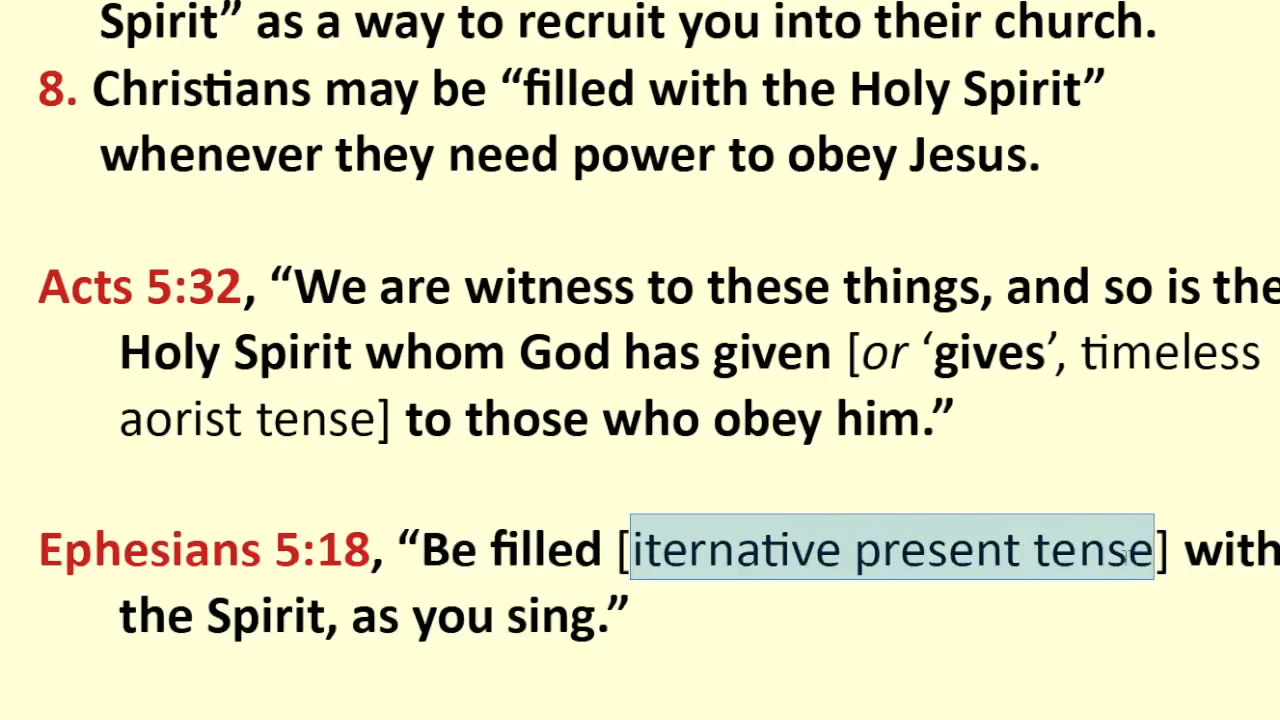 Spirit” as a way to recruit you into their church.
8. Christians may be “filled with the Holy Spirit”
whenever they need power to obey Jesus.
Acts 5:32, “We are witness to these things, and so is the
Holy Spirit whom God has given [or ‘gives’, timeless
aorist tense] to those who obey him.”
Ephesians 5:18, “Be filled [iternative present tense] with
the Spirit, as you sing.”